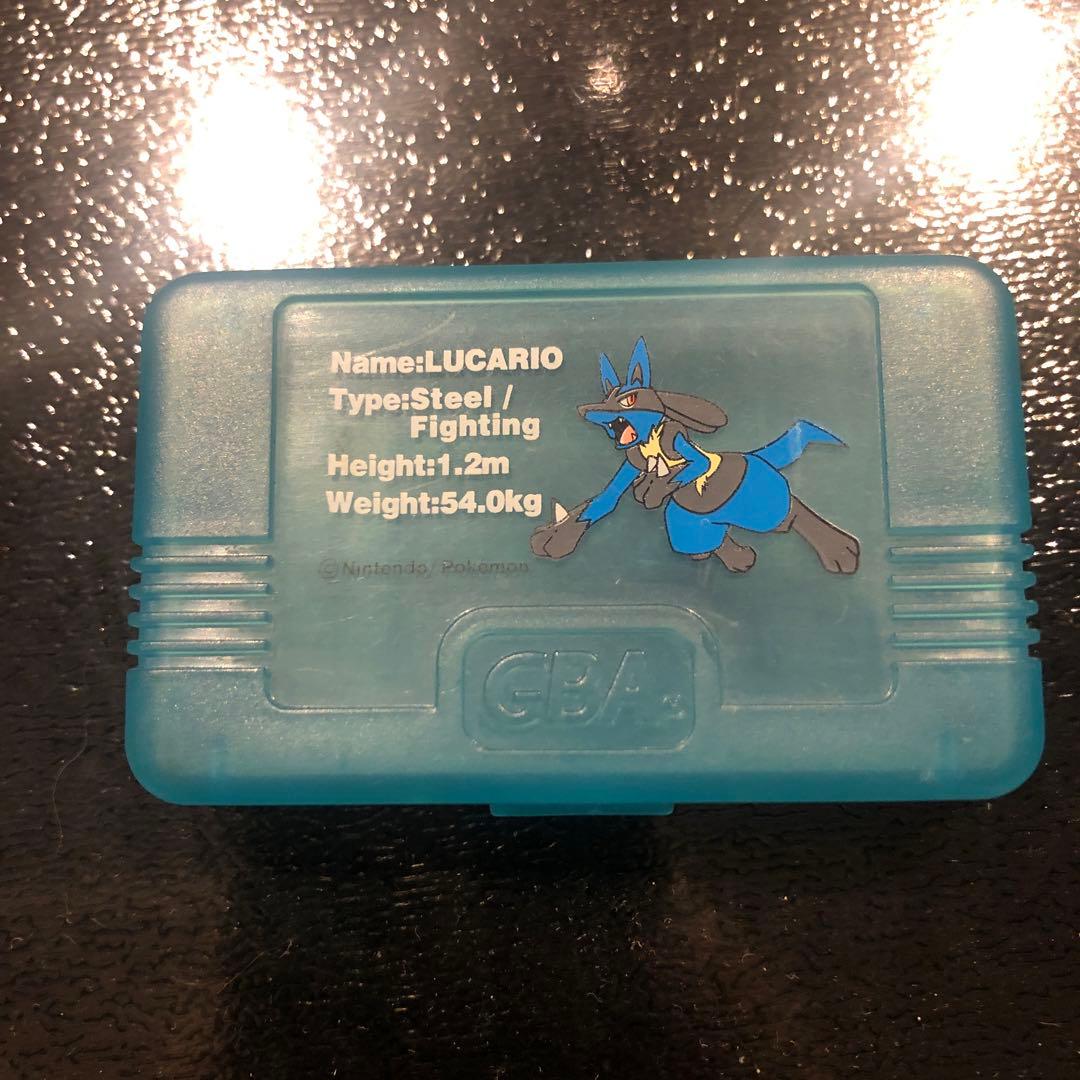 Name:LUCARIO
Type:Steel /
Fighting
Height:1.2m
Weight:54.0kg
©Nintendo/Pokemon
GBA